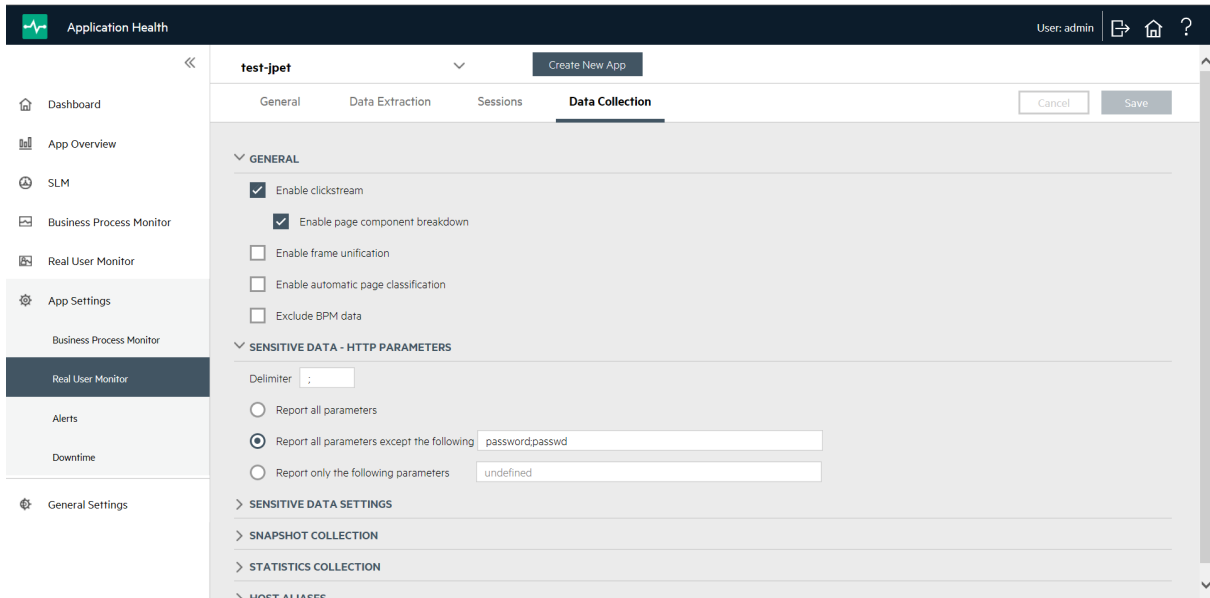 Application Health
User: admin
?
test-jpet
Create New App
General Data Extraction Sessions Data Collection
Cancel Save
Dashboard
App Overview
SLM
Business Process Monitor
Real User Monitor
App Settings
Business Process Monitor
Real User Monitor
Alerts
Downtime
General Settings
GENERAL
Enable clickstream
Enable page component breakdown
Enable frame unification
Enable automatic page classification
Exclude BPM data
SENSITIVE DATA - HTTP PARAMETERS
Delimiter ;
Report all parameters
Report all parameters except the following password;passwd
Report only the following parameters undefined
SENSITIVE DATA SETTINGS
SNAPSHOT COLLECTION
STATISTICS COLLECTION
HOST ALIASES